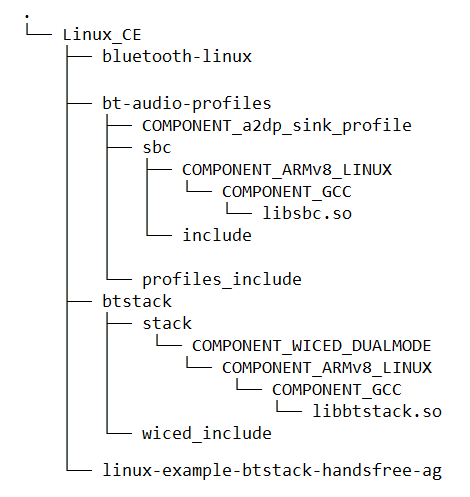 .
Linux_CE
bluetooth-linux
bt-audio-profiles
COMPONENT_a2dp_sink_profile
sbc
COMPONENT_ARMv8_LINUX
COMPONENT_GCC
libsbc.so
include
profiles_include
btstack
stack
COMPONENT_WICED_DUALMODE
COMPONENT_ARMv8_LINUX
COMPONENT_GCC
libbtstack.so
wiced_include
linux-example-btstack-handsfree-ag